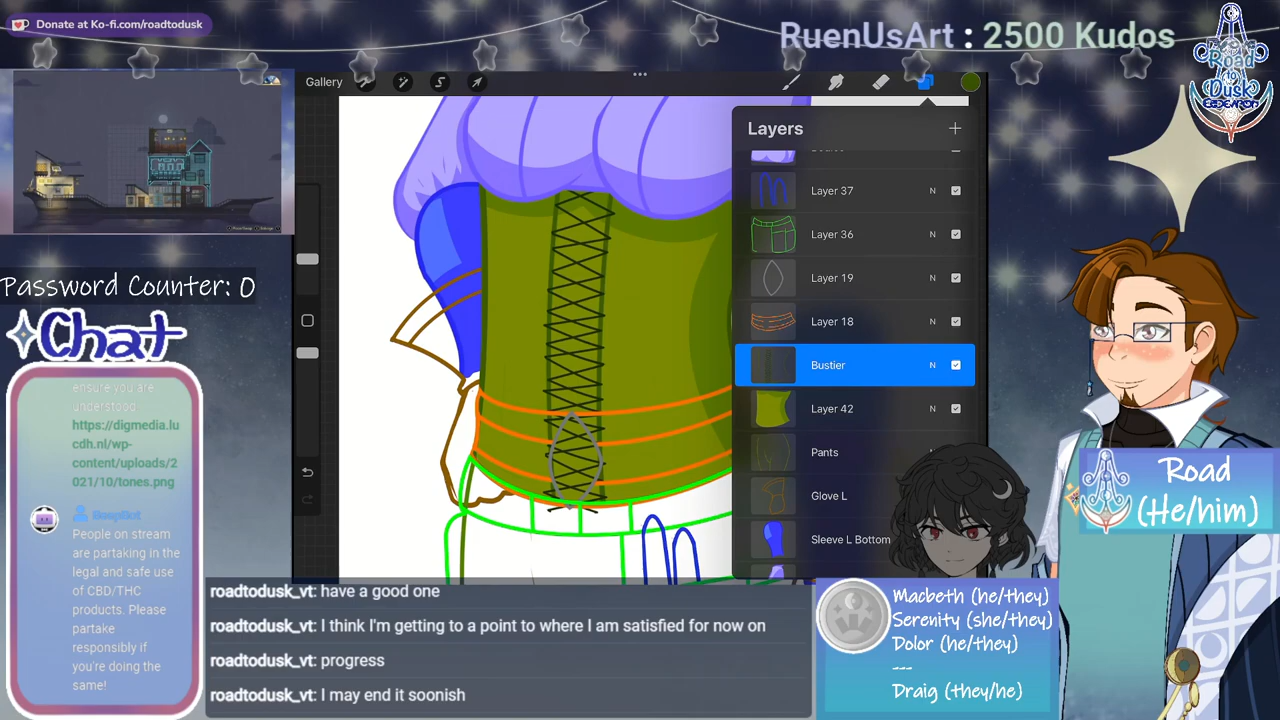 Donate at Ko-fi.com/roadtodusk
RuenUsArt : 2500 Kudos
Road
to
Dusk
Gallery
Layers
Layer 37
N
Layer 36
N
Layer 19
N
Layer 18
N
Bustier
N
Layer 42
N
Pants
Glove L
Sleeve L Bottom
Password Counter: 0
Chat
ensure you are
understood
https://digmedia.lu
cdh.nl/wp-
content/uploads/2
021/10/tones.png
BeepBot
People on stream
are partaking in the
legal and safe use
of CBD/THC
products. Please
partake
responsibly if
you're doing the
same!
roadtodusk_vt: have a good one
roadtodusk_vt: I think I'm getting to a point to where I am satisfied for now on
roadtodusk_vt: progress
roadtodusk_vt: I may end it soonish
Road
(He/him)
Macbeth (he/they)
Serenity (she/they)
Dolor (he/they)
---
Draig (they/he)